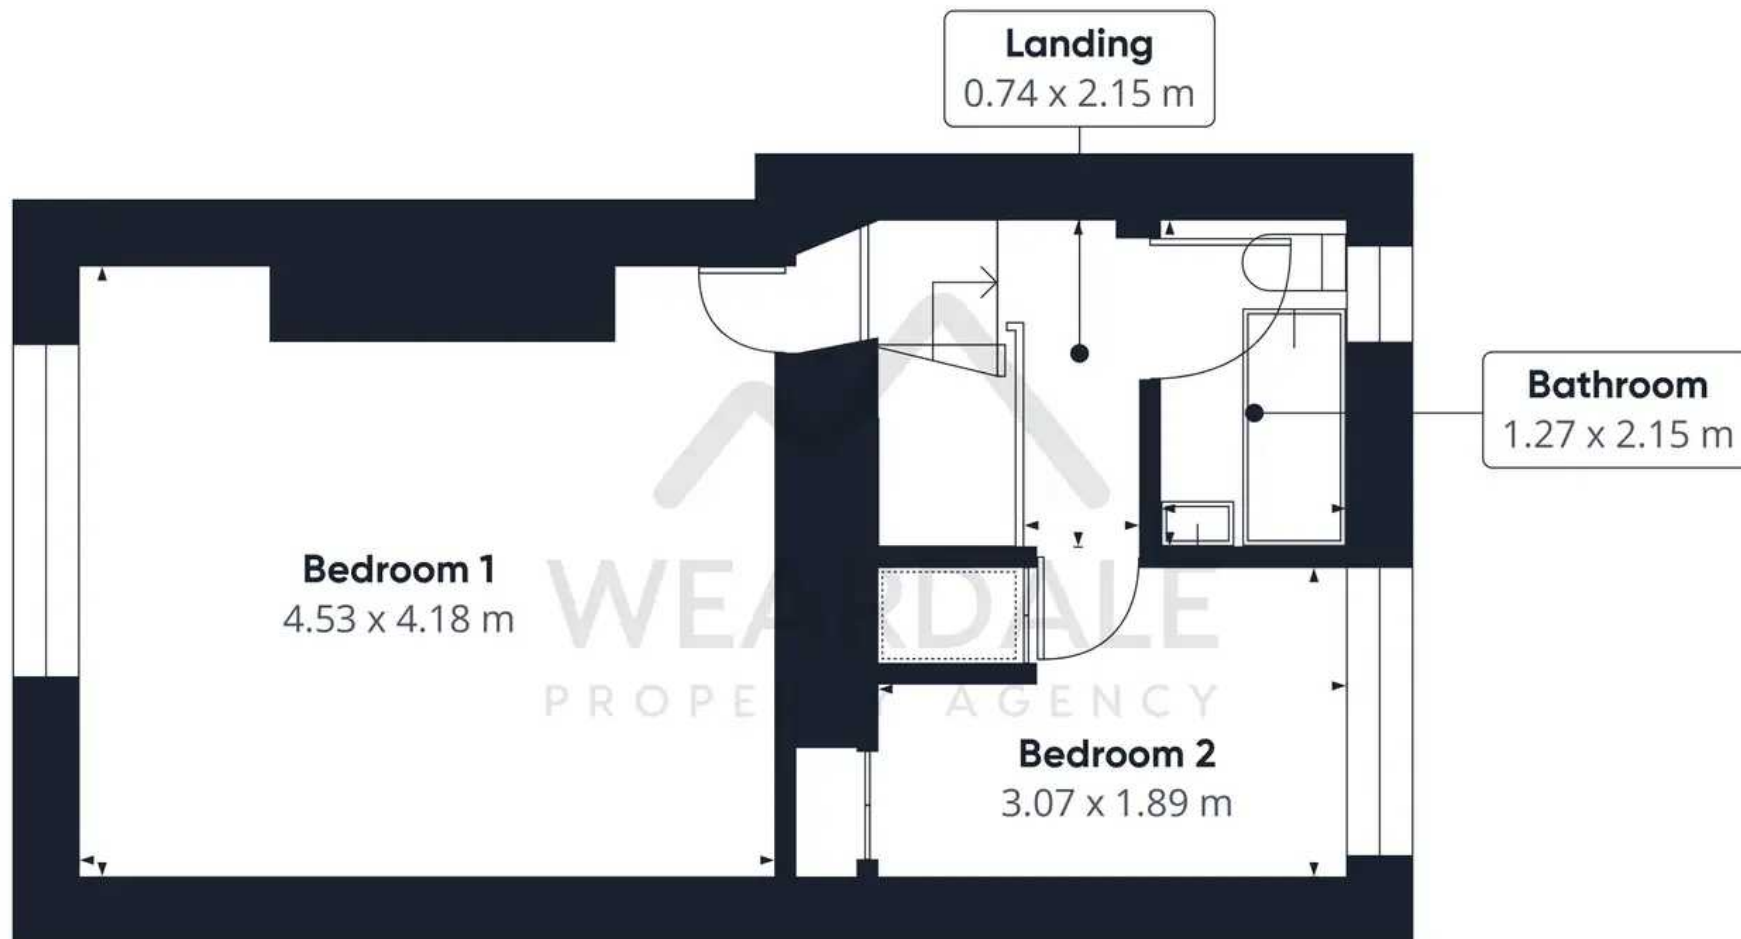 Landing
0.74 x 2.15 m
Bathroom
1.27 x 2.15 m
Bedroom 1
4.53 x 4.18 m
WEARDALE
PROPERTY AGENCY
Bedroom 2
3.07 x 1.89 m